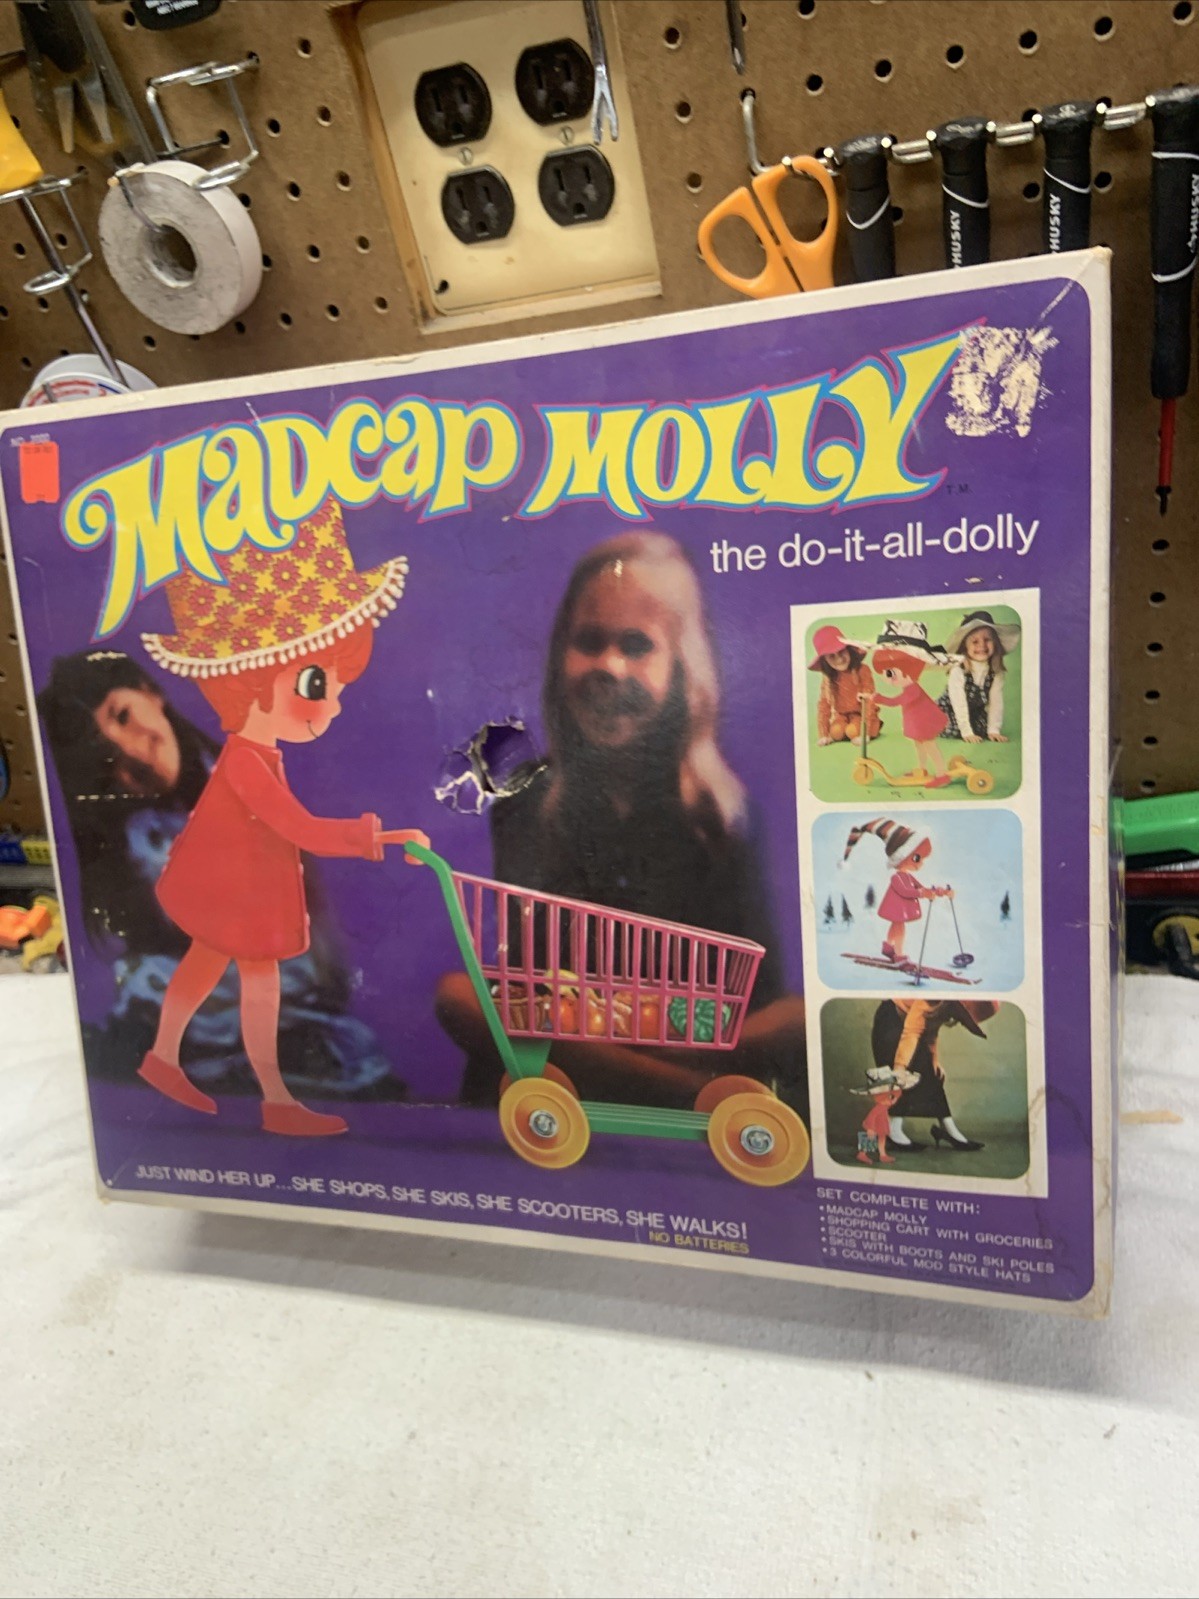 HUSKY
HUSKY
HUSKY
MADCAP MOLLY
T.M.
the do-it-all-dolly
JUST WIND HER UP...SHE SHOPS, SHE SKIS, SHE SCOOTERS, SHE WALKS!
NO BATTERIES
SET COMPLETE WITH:
• MADCAP MOLLY
• SHOPPING CART WITH GROCERIES
• SCOOTER
• SKIS WITH BOOTS AND SKI POLES
• 3 COLORFUL MOD STYLE HATS